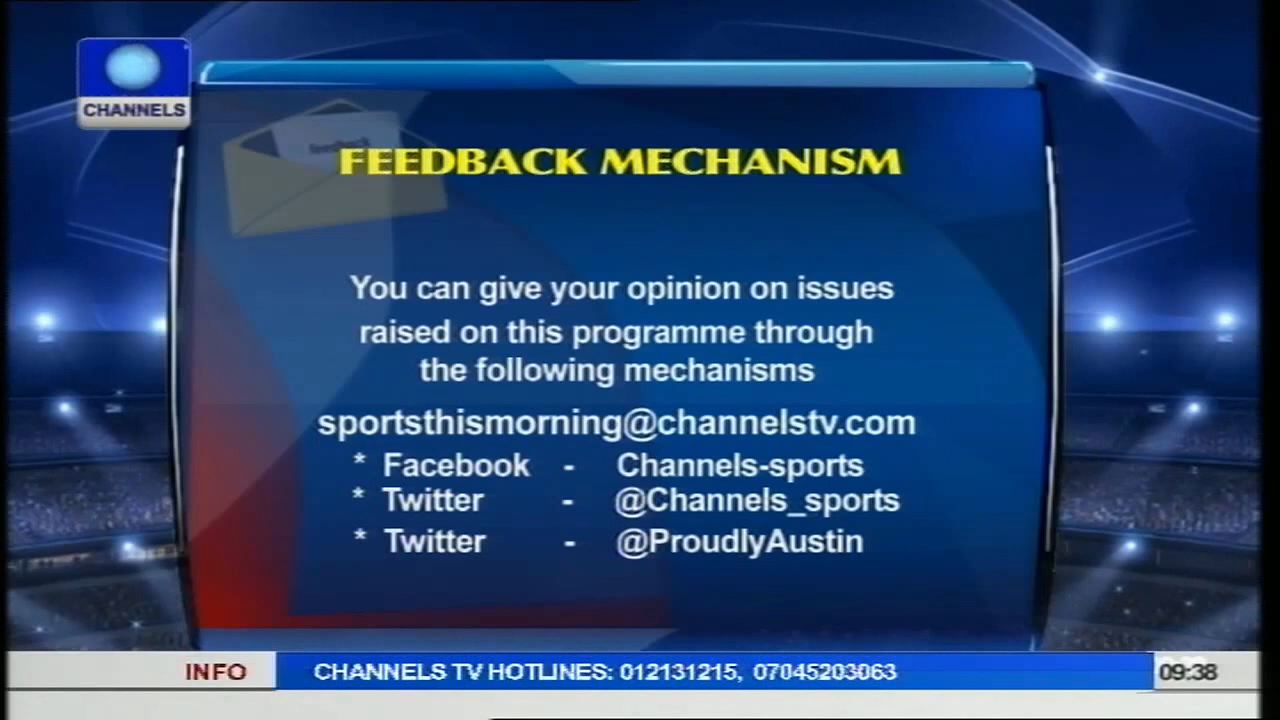 CHANNELS
FEEDBACK MECHANISM
You can give your opinion on issues
raised on this programme through
the following mechanisms
sportsthismorning@channelstv.com
* Facebook - Channels-sports
* Twitter - @Channels_sports
* Twitter - @ProudlyAustin
INFO CHANNELS TV HOTLINES: 012131215, 07045203063 09:38